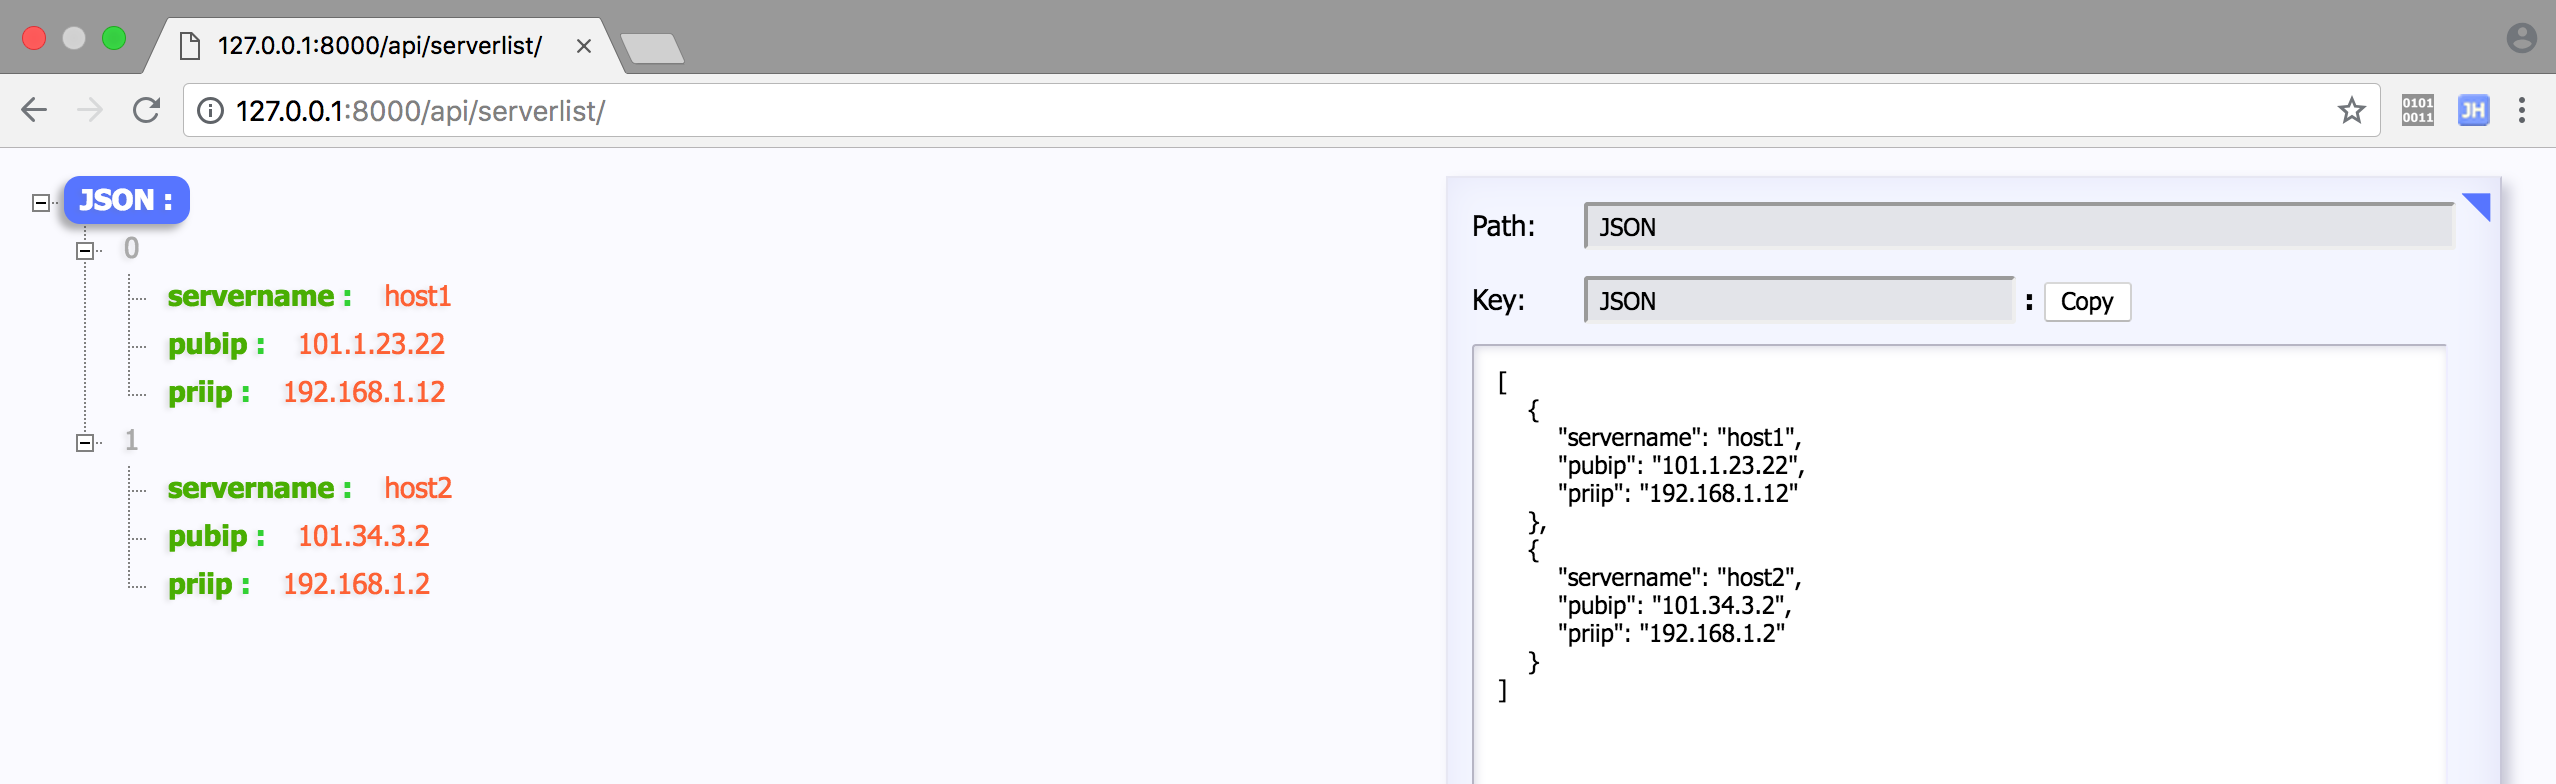 127.0.0.1:8000/api/serverlist/
127.0.0.1:8000/api/serverlist/
0101
0011
JH
JSON :
0
servername : host1
pubip : 101.1.23.22
priip : 192.168.1.12
1
servername : host2
pubip : 101.34.3.2
priip : 192.168.1.2
Path: JSON
Key: JSON : Copy
[
{
"servername": "host1",
"pubip": "101.1.23.22",
"priip": "192.168.1.12"
},
{
"servername": "host2",
"pubip": "101.34.3.2",
"priip": "192.168.1.2"
}
]